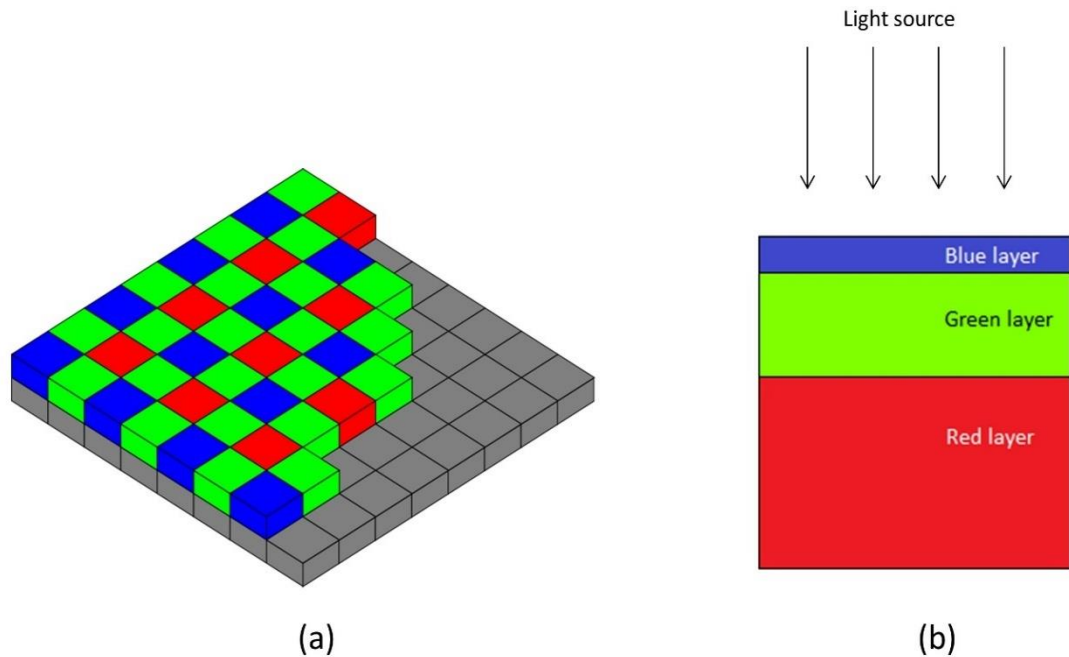 Light source
Blue layer
Green layer
Red layer
(a)
(b)